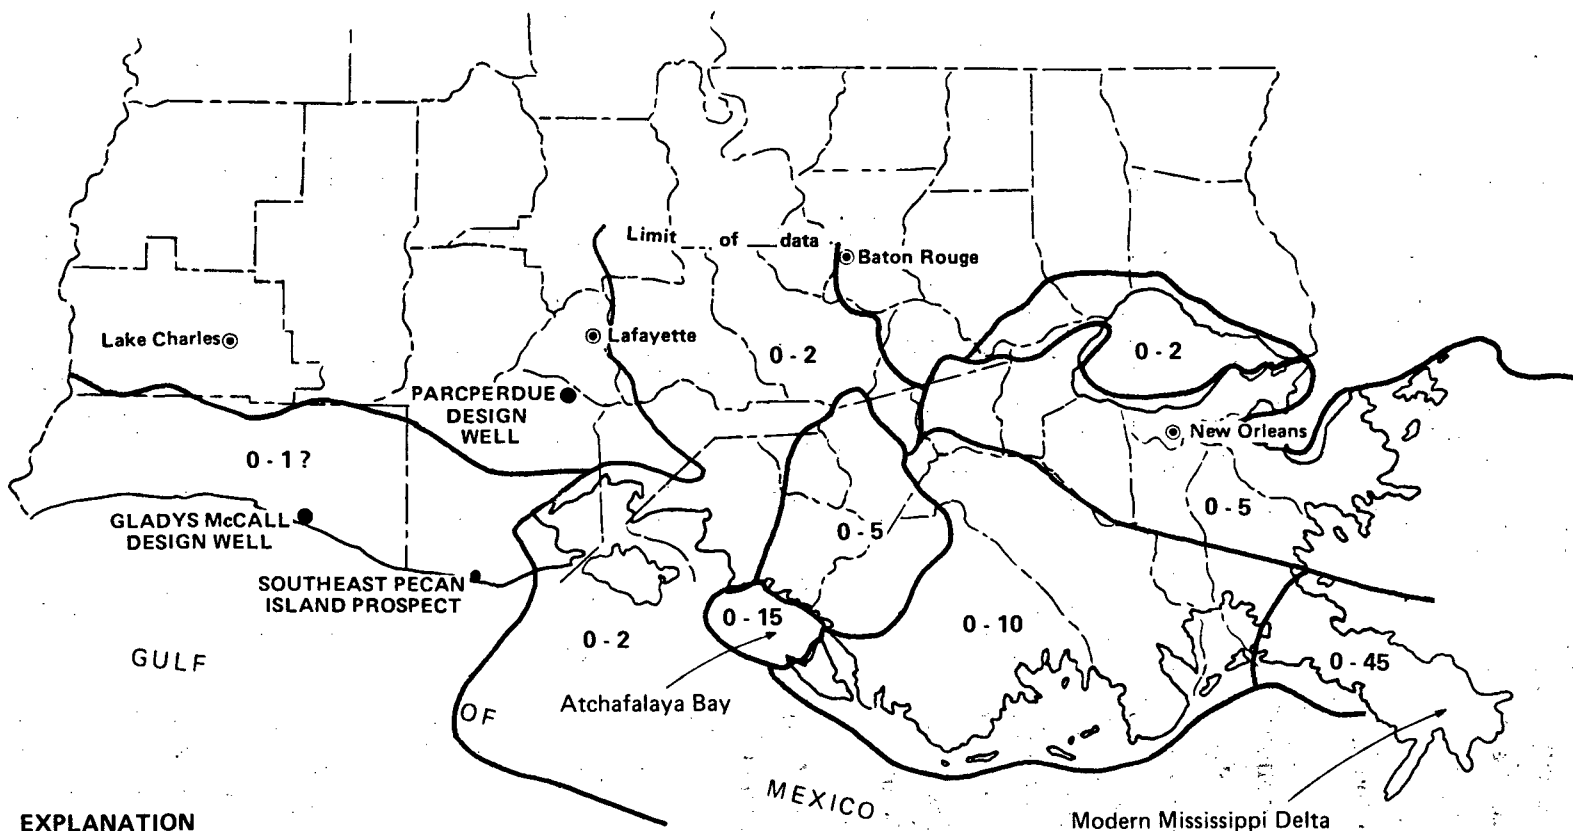 Limit of data
Baton Rouge
Lake Charles
Lafayette
0 - 2
0 - 2
PARCPERDUE
DESIGN
WELL
New Orleans
0 - 1 ?
0 - 5
0 - 5
GLADYS McCALL
DESIGN WELL
SOUTHEAST PECAN
ISLAND PROSPECT
0 - 15
0 - 10
0 - 2
GULF
0 - 45
Atchafalaya Bay
OF
MEXICO
EXPLANATION
Modern Mississippi Delta